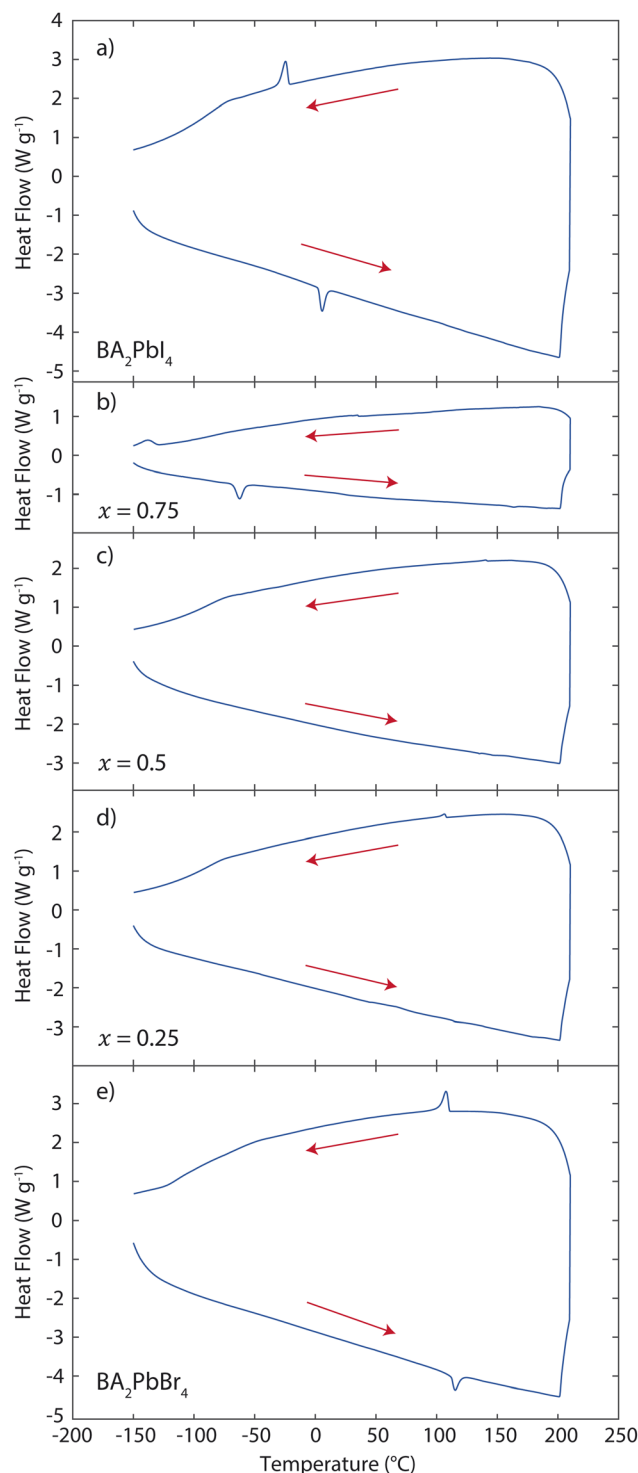 a)
4
3
2
1
0
-1
-2
-3
-4
-5
Heat Flow (W g⁻¹)
BA₂PbI₄
b)
1
0
-1
Heat Flow (W g⁻¹)
x = 0.75
c)
2
1
0
-1
-2
-3
Heat Flow (W g⁻¹)
x = 0.5
d)
2
1
0
-1
-2
-3
Heat Flow (W g⁻¹)
x = 0.25
e)
3
2
1
0
-1
-2
-3
-4
-5
Heat Flow (W g⁻¹)
BA₂PbBr₄
-200 -150 -100 -50 0 50 100 150 200 250
Temperature (°C)